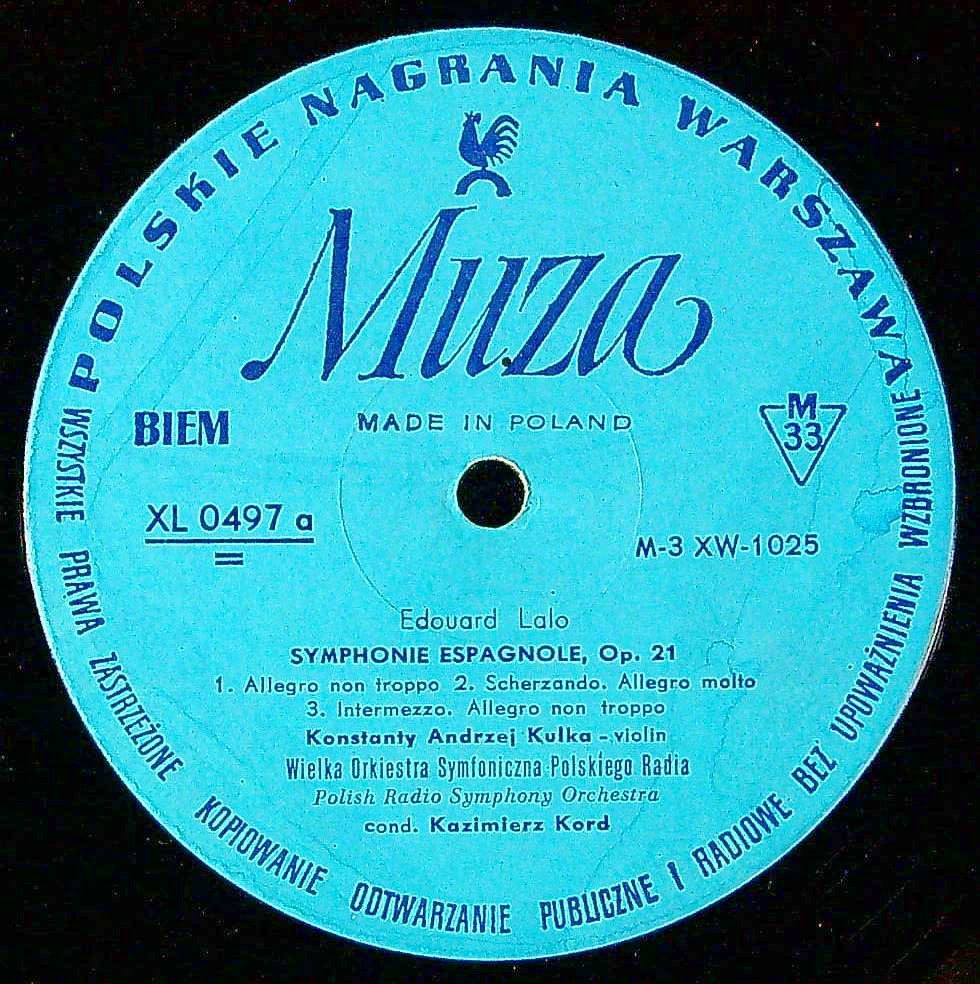 POLSKIE NAGRANIA WARSZAWA
Muza
MADE IN POLAND
BIEM
M
33
XL 0497 a
M-3 XW-1025
Edouard Lalo
SYMPHONIE ESPAGNOLE, Op. 21
1. Allegro non troppo 2. Scherzando. Allegro molto
3. Intermezzo. Allegro non troppo
Konstanty Andrzej Kulka - violin
Wielka Orkiestra Symfoniczna Polskiego Radia
Polish Radio Symphony Orchestra
cond. Kazimierz Kord
WSZYSTKIE PRAWA ZASTRZEŻONE KOPIOWANIE ODTWARZANIE PUBLICZNE I RADIOWE BEZ UPOWAŻNIENIA WZBRONIONE